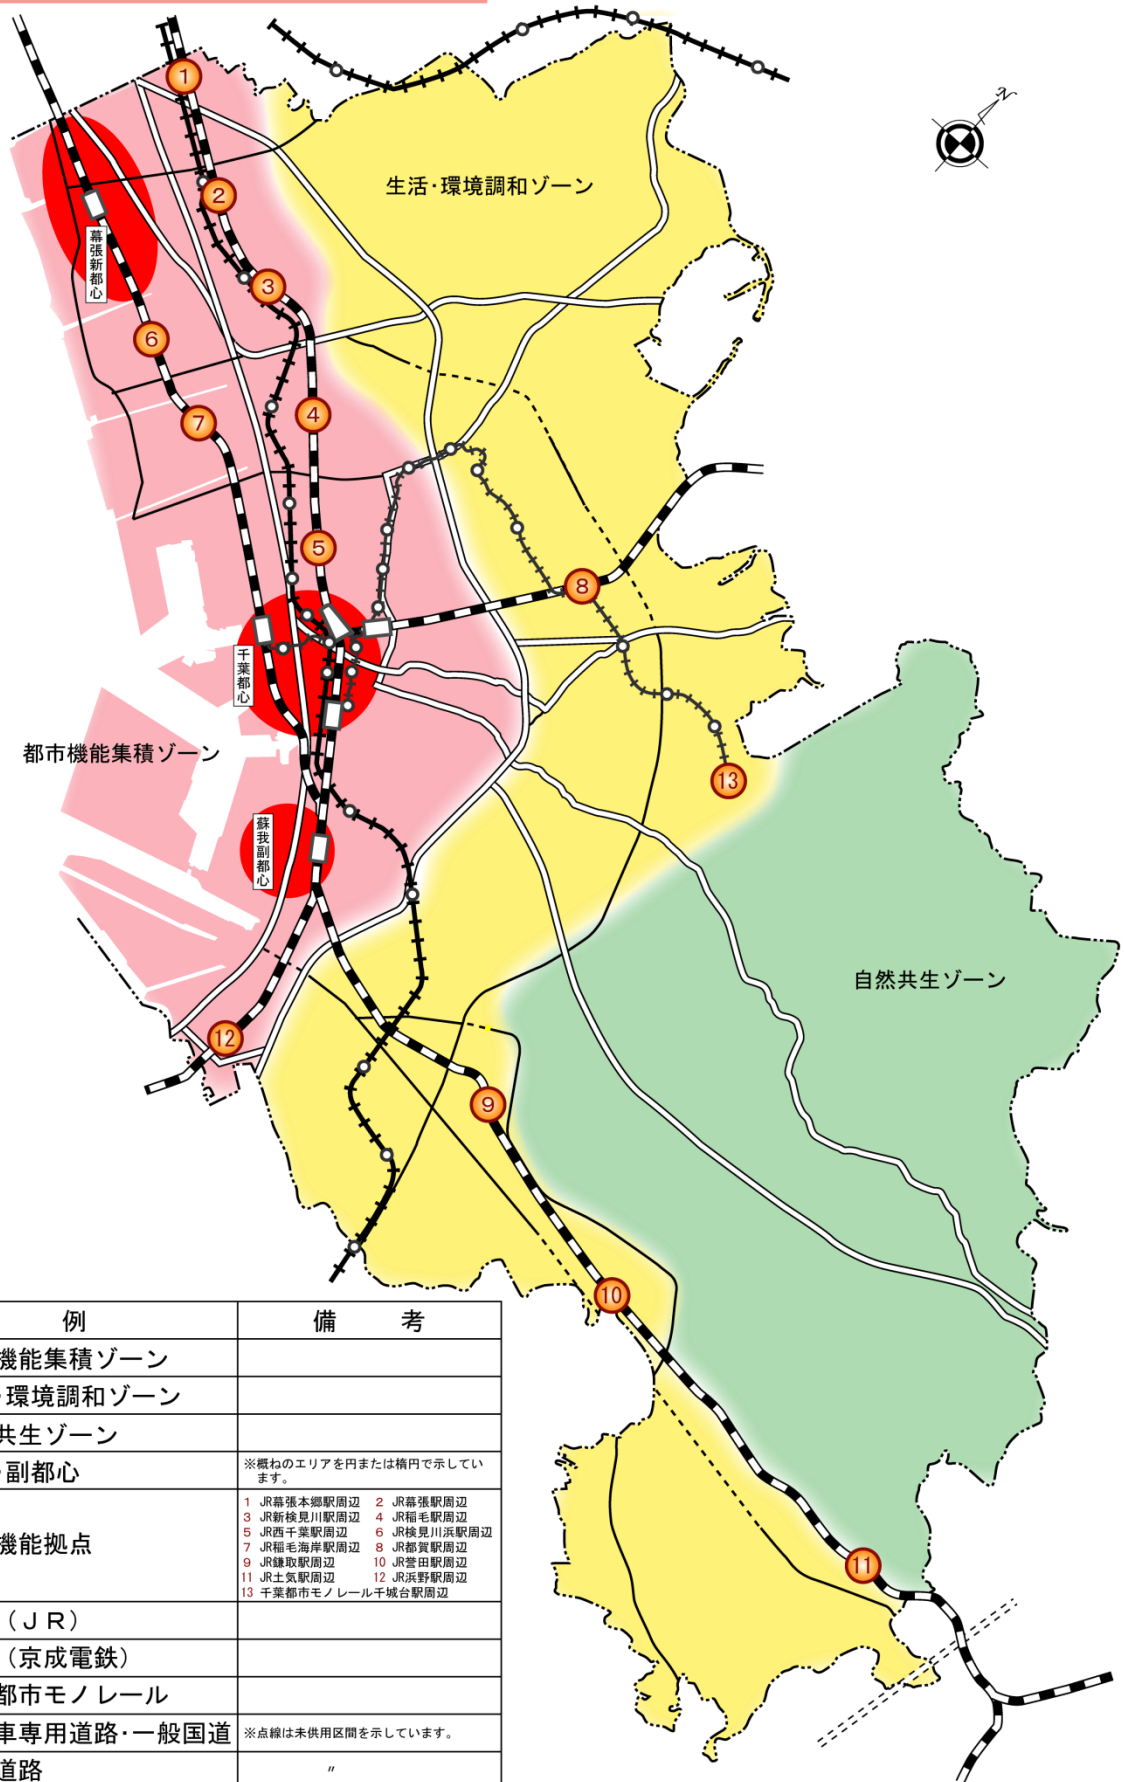 N
1
2
生活・環境調和ゾーン
幕張新都心
3
6
4
7
5
8
千葉都心
都市機能集積ゾーン
13
蘇我副都心
自然共生ゾーン
12
9
10
11
例 備 考
機能集積ゾーン
・環境調和ゾーン
共生ゾーン
・副都心 ※概ねのエリアを円または楕円で示してい
ます。
機能拠点
1 JR幕張本郷駅周辺 2 JR幕張駅周辺
3 JR新検見川駅周辺 4 JR稲毛駅周辺
5 JR西千葉駅周辺 6 JR検見川浜駅周辺
7 JR稲毛海岸駅周辺 8 JR都賀駅周辺
9 JR鎌取駅周辺 10 JR誉田駅周辺
11 JR土気駅周辺 12 JR浜野駅周辺
13 千葉都市モノレール千城台駅周辺
（ＪＲ）
（京成電鉄）
都市モノレール
車専用道路・一般国道 ※点線は未供用区間を示しています。
道路 〃